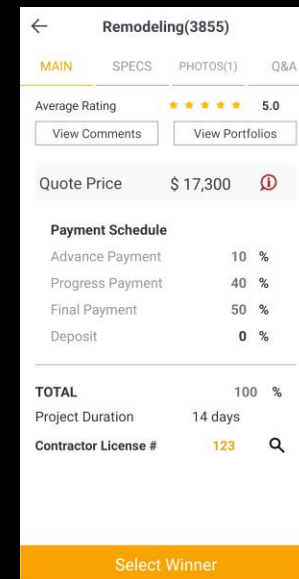 Remodeling(3855)
MAIN SPECS PHOTOS(1) Q&A
Average Rating 5.0
View Comments View Portfolios
Quote Price $ 17,300
Payment Schedule
Advance Payment 10 %
Progress Payment 40 %
Final Payment 50 %
Deposit 0 %
TOTAL 100 %
Project Duration 14 days
Contractor License # 123
Select Winner